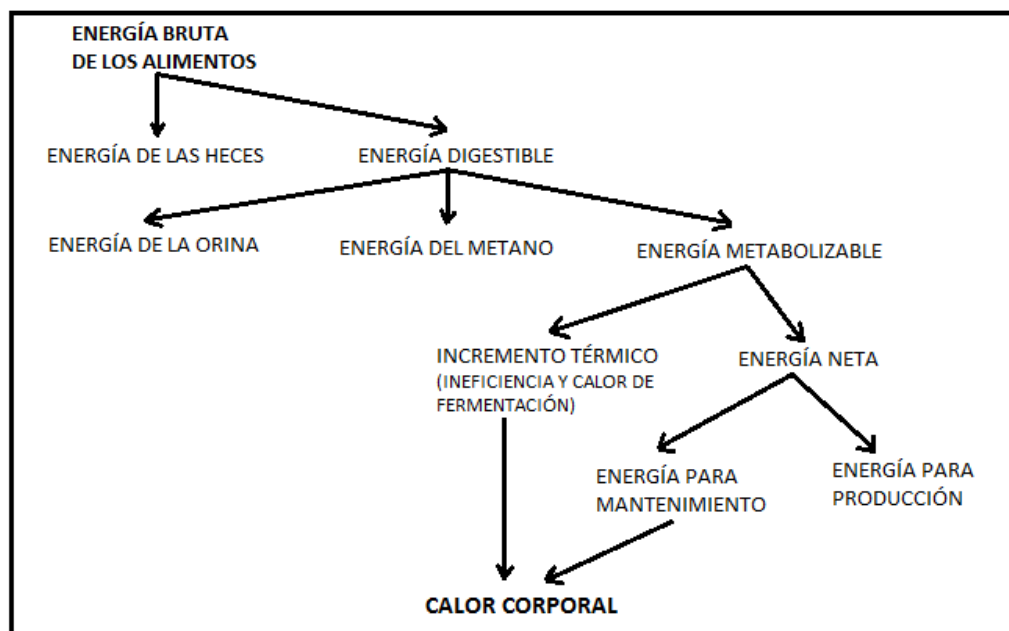 ENERGÍA BRUTA
DE LOS ALIMENTOS
ENERGÍA DE LAS HECES
ENERGÍA DIGESTIBLE
ENERGÍA DE LA ORINA
ENERGÍA DEL METANO
ENERGÍA METABOLIZABLE
INCREMENTO TÉRMICO
(INEFICIENCIA Y CALOR DE
FERMENTACIÓN)
ENERGÍA NETA
ENERGÍA PARA
MANTENIMIENTO
ENERGÍA PARA
PRODUCCIÓN
CALOR CORPORAL